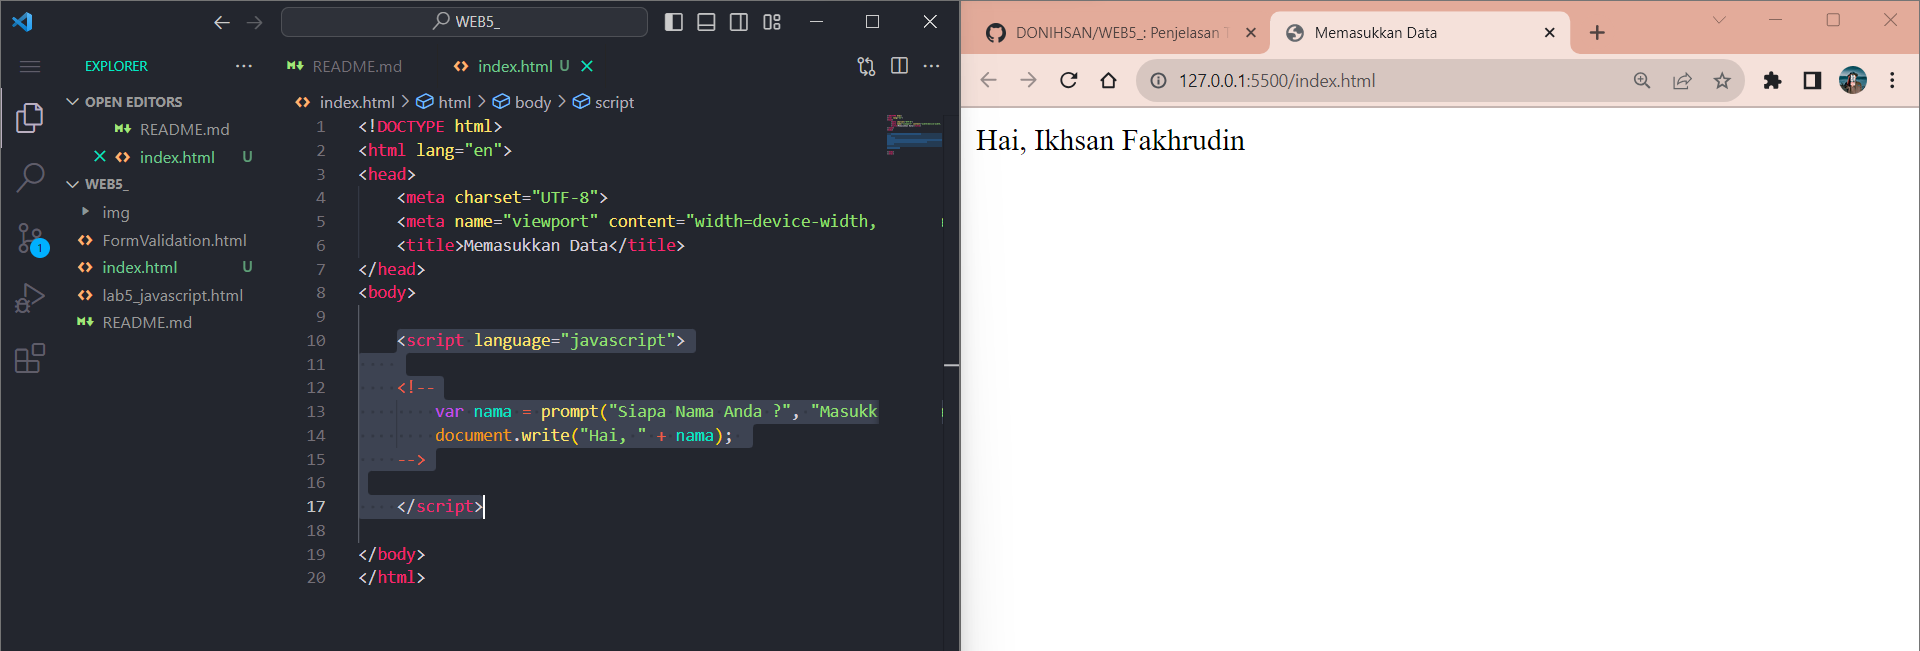 WEB5_
EXPLORER
README.md
index.html U
index.html > html > body > script
OPEN EDITORS
README.md
index.html U
WEB5_
img
FormValidation.html
index.html U
lab5_javascript.html
README.md
1
1 <!DOCTYPE html>
2 <html lang="en">
3 <head>
4 <meta charset="UTF-8">
5 <meta name="viewport" content="width=device-width,
6 <title>Memasukkan Data</title>
7 </head>
8 <body>
9
10 <script language="javascript">
11
12 <!--
13 var nama = prompt("Siapa Nama Anda ?", "Masukk
14 document.write("Hai, " + nama);
15 -->
16
17 </script>
18
19 </body>
20 </html>
DONIHSAN/WEB5_: Penjelasan T
Memasukkan Data
127.0.0.1:5500/index.html
Hai, Ikhsan Fakhrudin